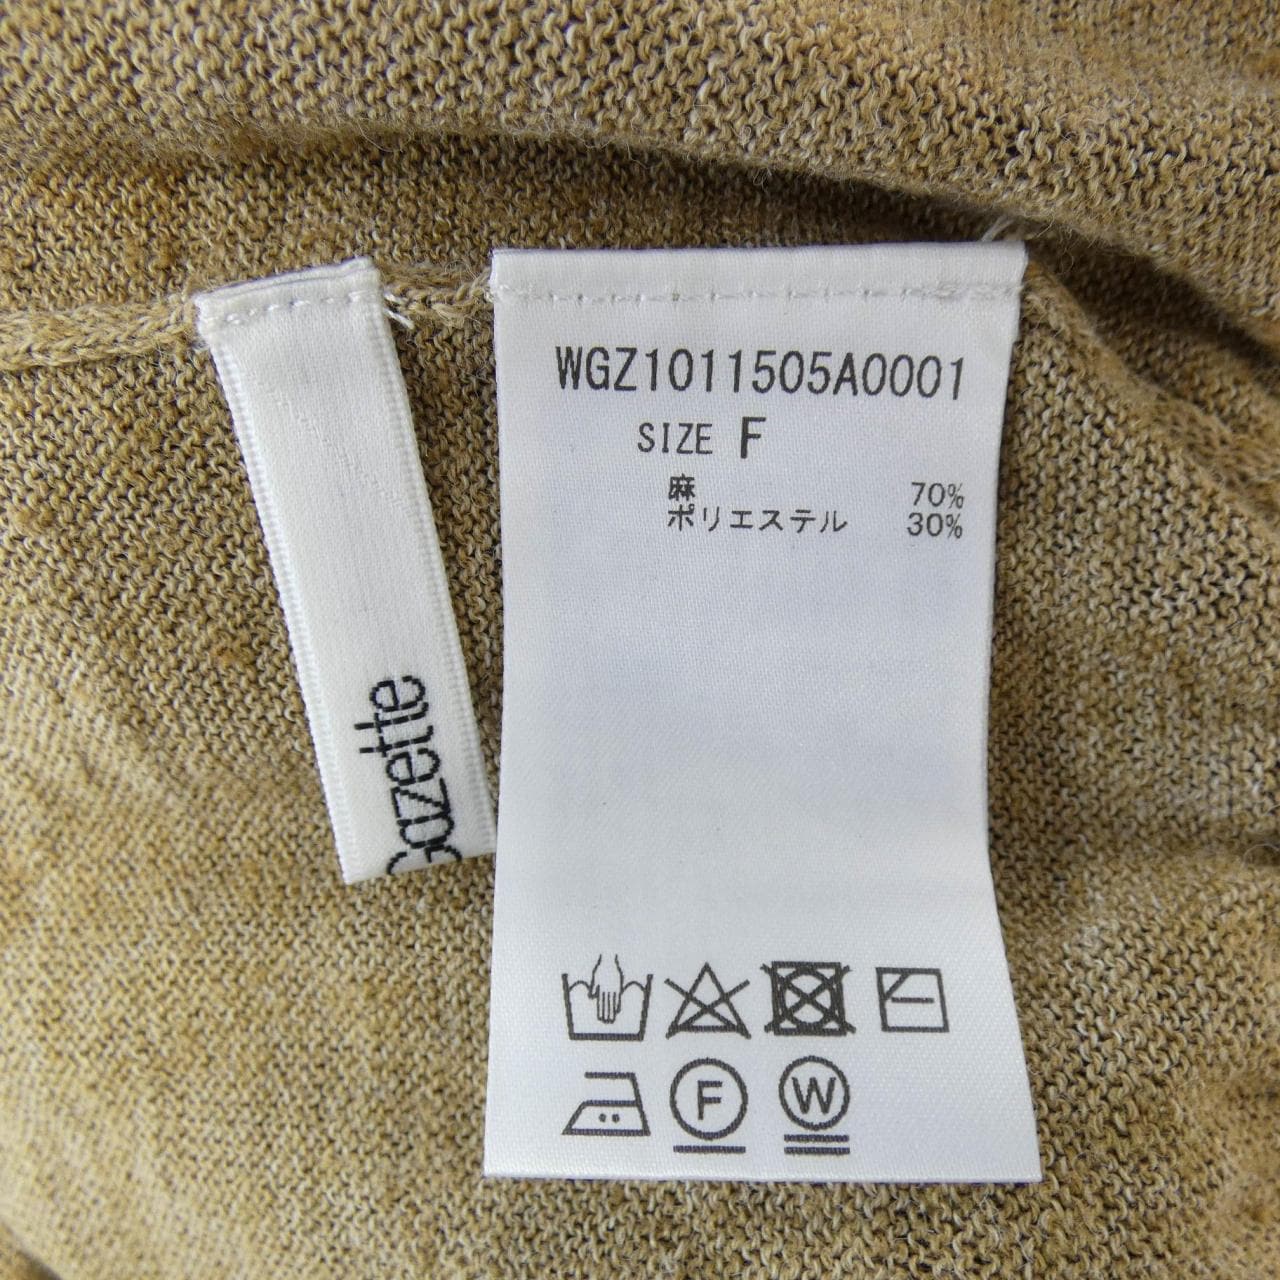 WGZ1011505A0001
SIZE F
麻 70%
ポリエステル 30%
F W
Gazette